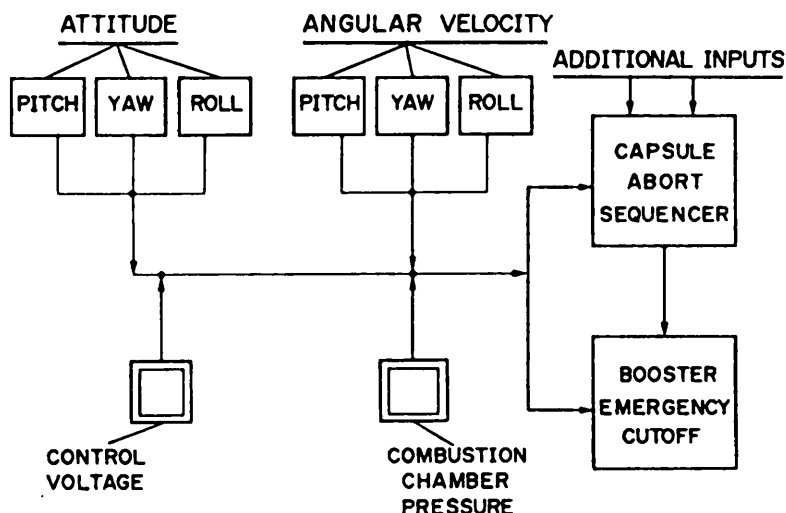 ATTITUDE
PITCH
YAW
ROLL
ANGULAR VELOCITY
PITCH
YAW
ROLL
ADDITIONAL INPUTS
CAPSULE
ABORT
SEQUENCER
BOOSTER
EMERGENCY
CUTOFF
CONTROL
VOLTAGE
COMBUSTION
CHAMBER
PRESSURE